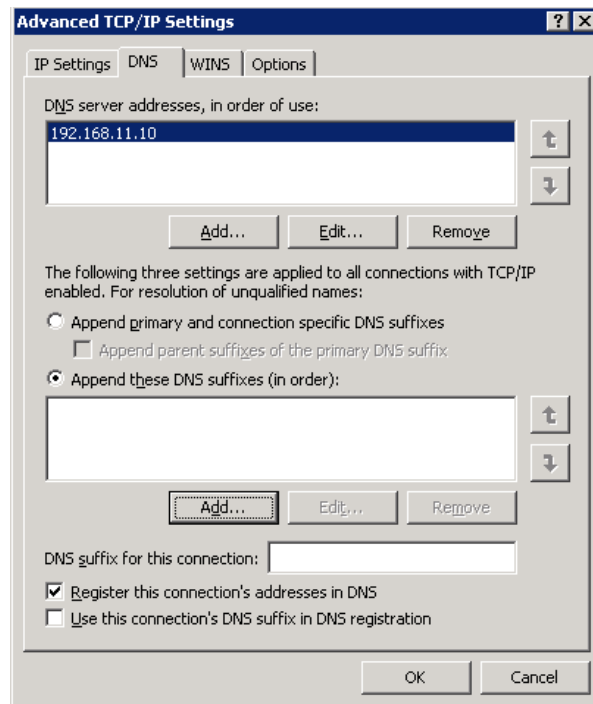 Advanced TCP/IP Settings
IP Settings DNS WINS Options
DNS server addresses, in order of use:
192.168.11.10
Add... Edit... Remove
The following three settings are applied to all connections with TCP/IP
enabled. For resolution of unqualified names:
Append primary and connection specific DNS suffixes
Append parent suffixes of the primary DNS suffix
Append these DNS suffixes (in order):
Add... Edit... Remove
DNS suffix for this connection:
Register this connection's addresses in DNS
Use this connection's DNS suffix in DNS registration
OK Cancel